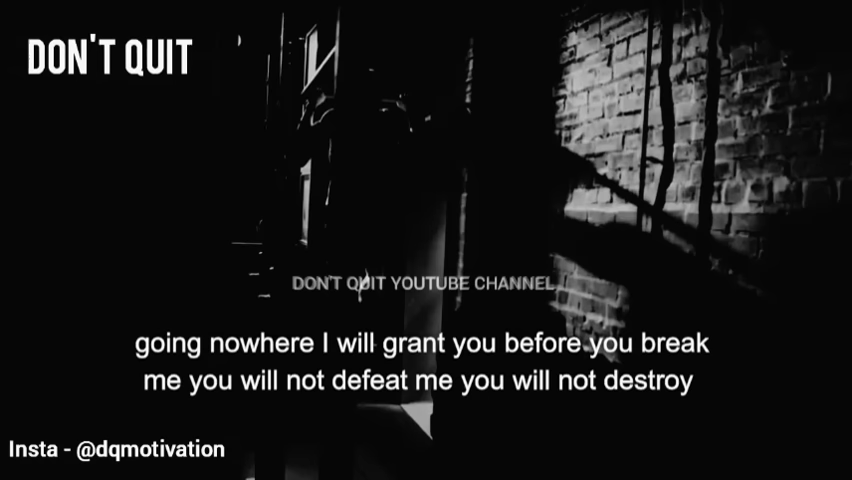 DON'T QUIT
DON'T QUIT YOUTUBE CHANNEL
going nowhere I will grant you before you break
me you will not defeat me you will not destroy
Insta - @dqmotivation